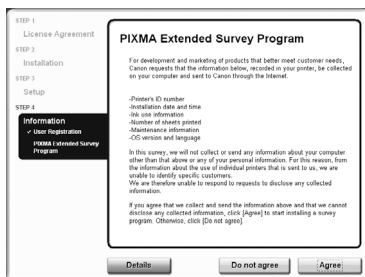 STEP 1
License Agreement
STEP 2
Installation
STEP 3
Setup
STEP 4
Information
✓ User Registration
PIXMA Extended Survey
Program
PIXMA Extended Survey Program
For development and marketing of products that better meet customer needs,
Canon requests that the information below, recorded in your printer, be collected
on your computer and sent to Canon through the Internet.
-Printer's ID number
-Installation date and time
-Ink use information
-Number of sheets printed
-Maintenance information
-OS version and language
In this survey, we will not collect or send any information about your computer
other than that above or any of your personal information. For this reason, from
the information about the use of individual printers that is sent to us, we are
unable to identify specific customers.
We are therefore unable to respond to requests to disclose any collected
information.
If you agree that we collect and send the information above and that we cannot
disclose any collected information, click [Agree] to start installing a survey
program. Otherwise, click [Do not agree].
Details
Do not agree
Agree